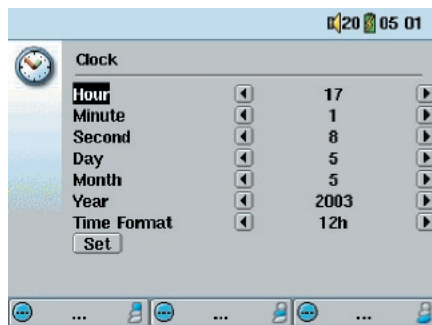 20 05 01
Clock
Hour 17
Minute 1
Second 8
Day 5
Month 5
Year 2003
Time Format 12h
Set
... ... ...